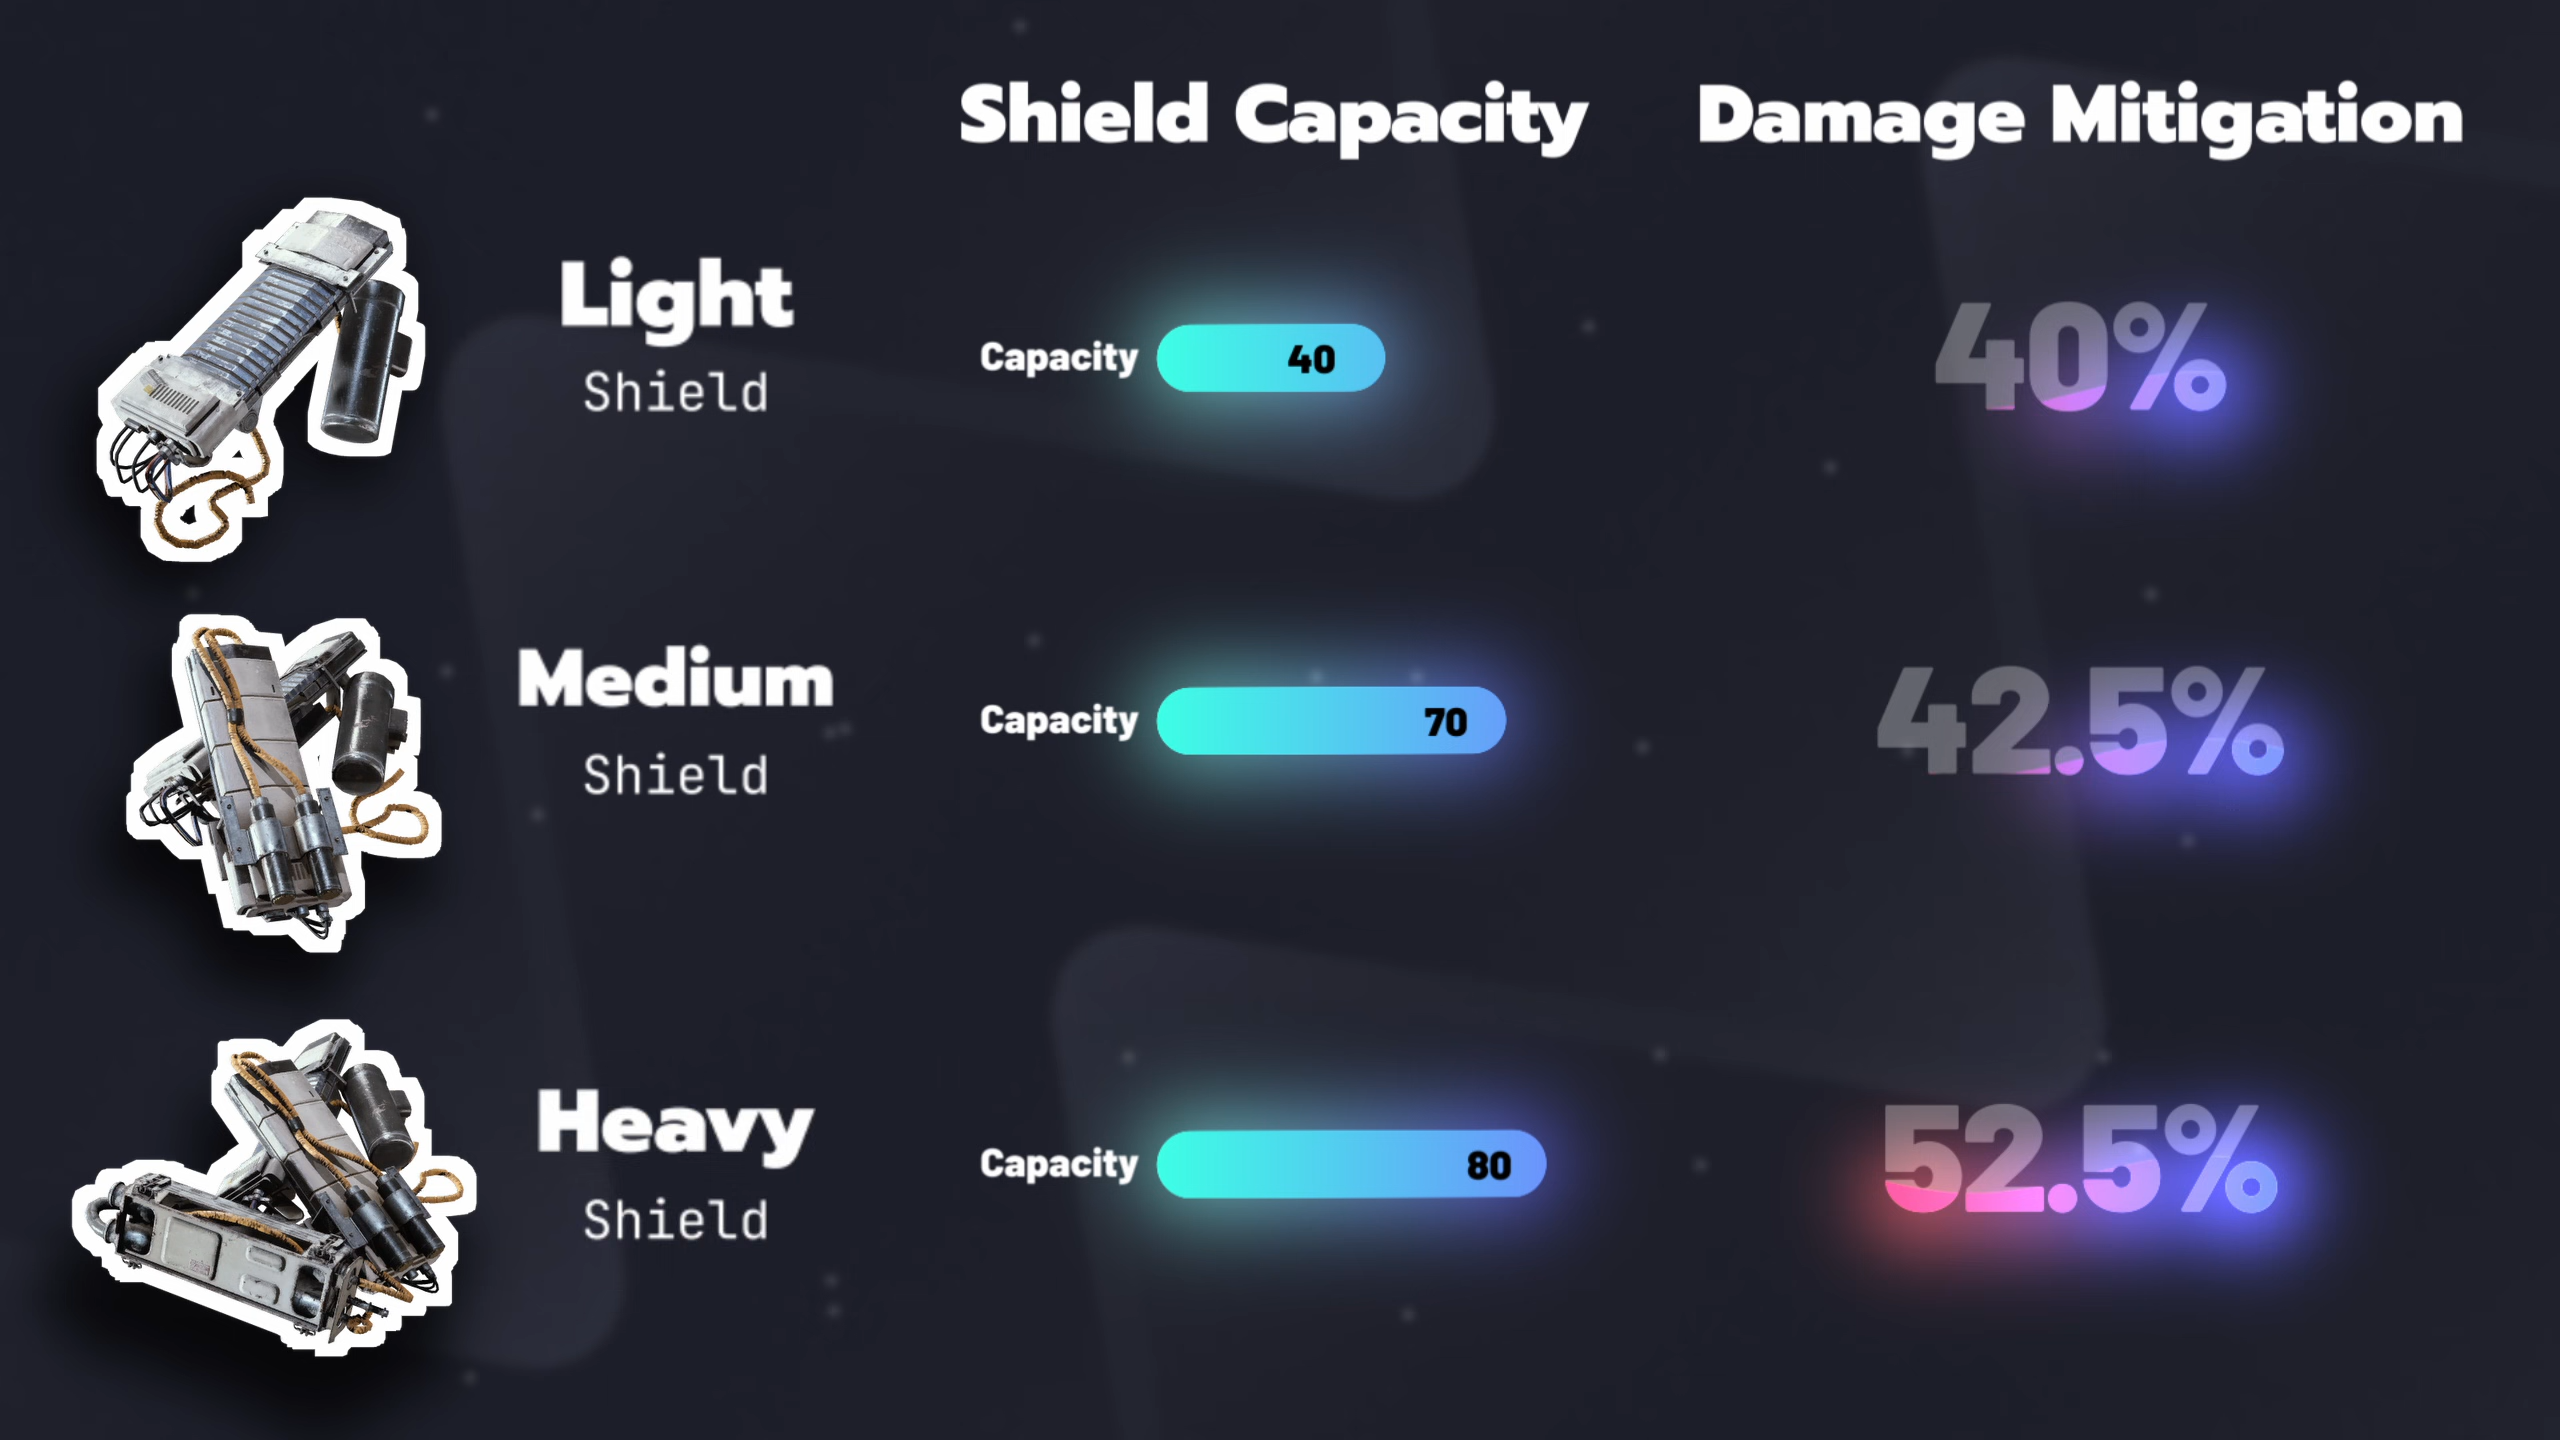 Shield Capacity
Damage Mitigation
Light
Shield
Capacity
40
40%
Medium
Shield
Capacity
70
42.5%
Heavy
Shield
Capacity
80
52.5%